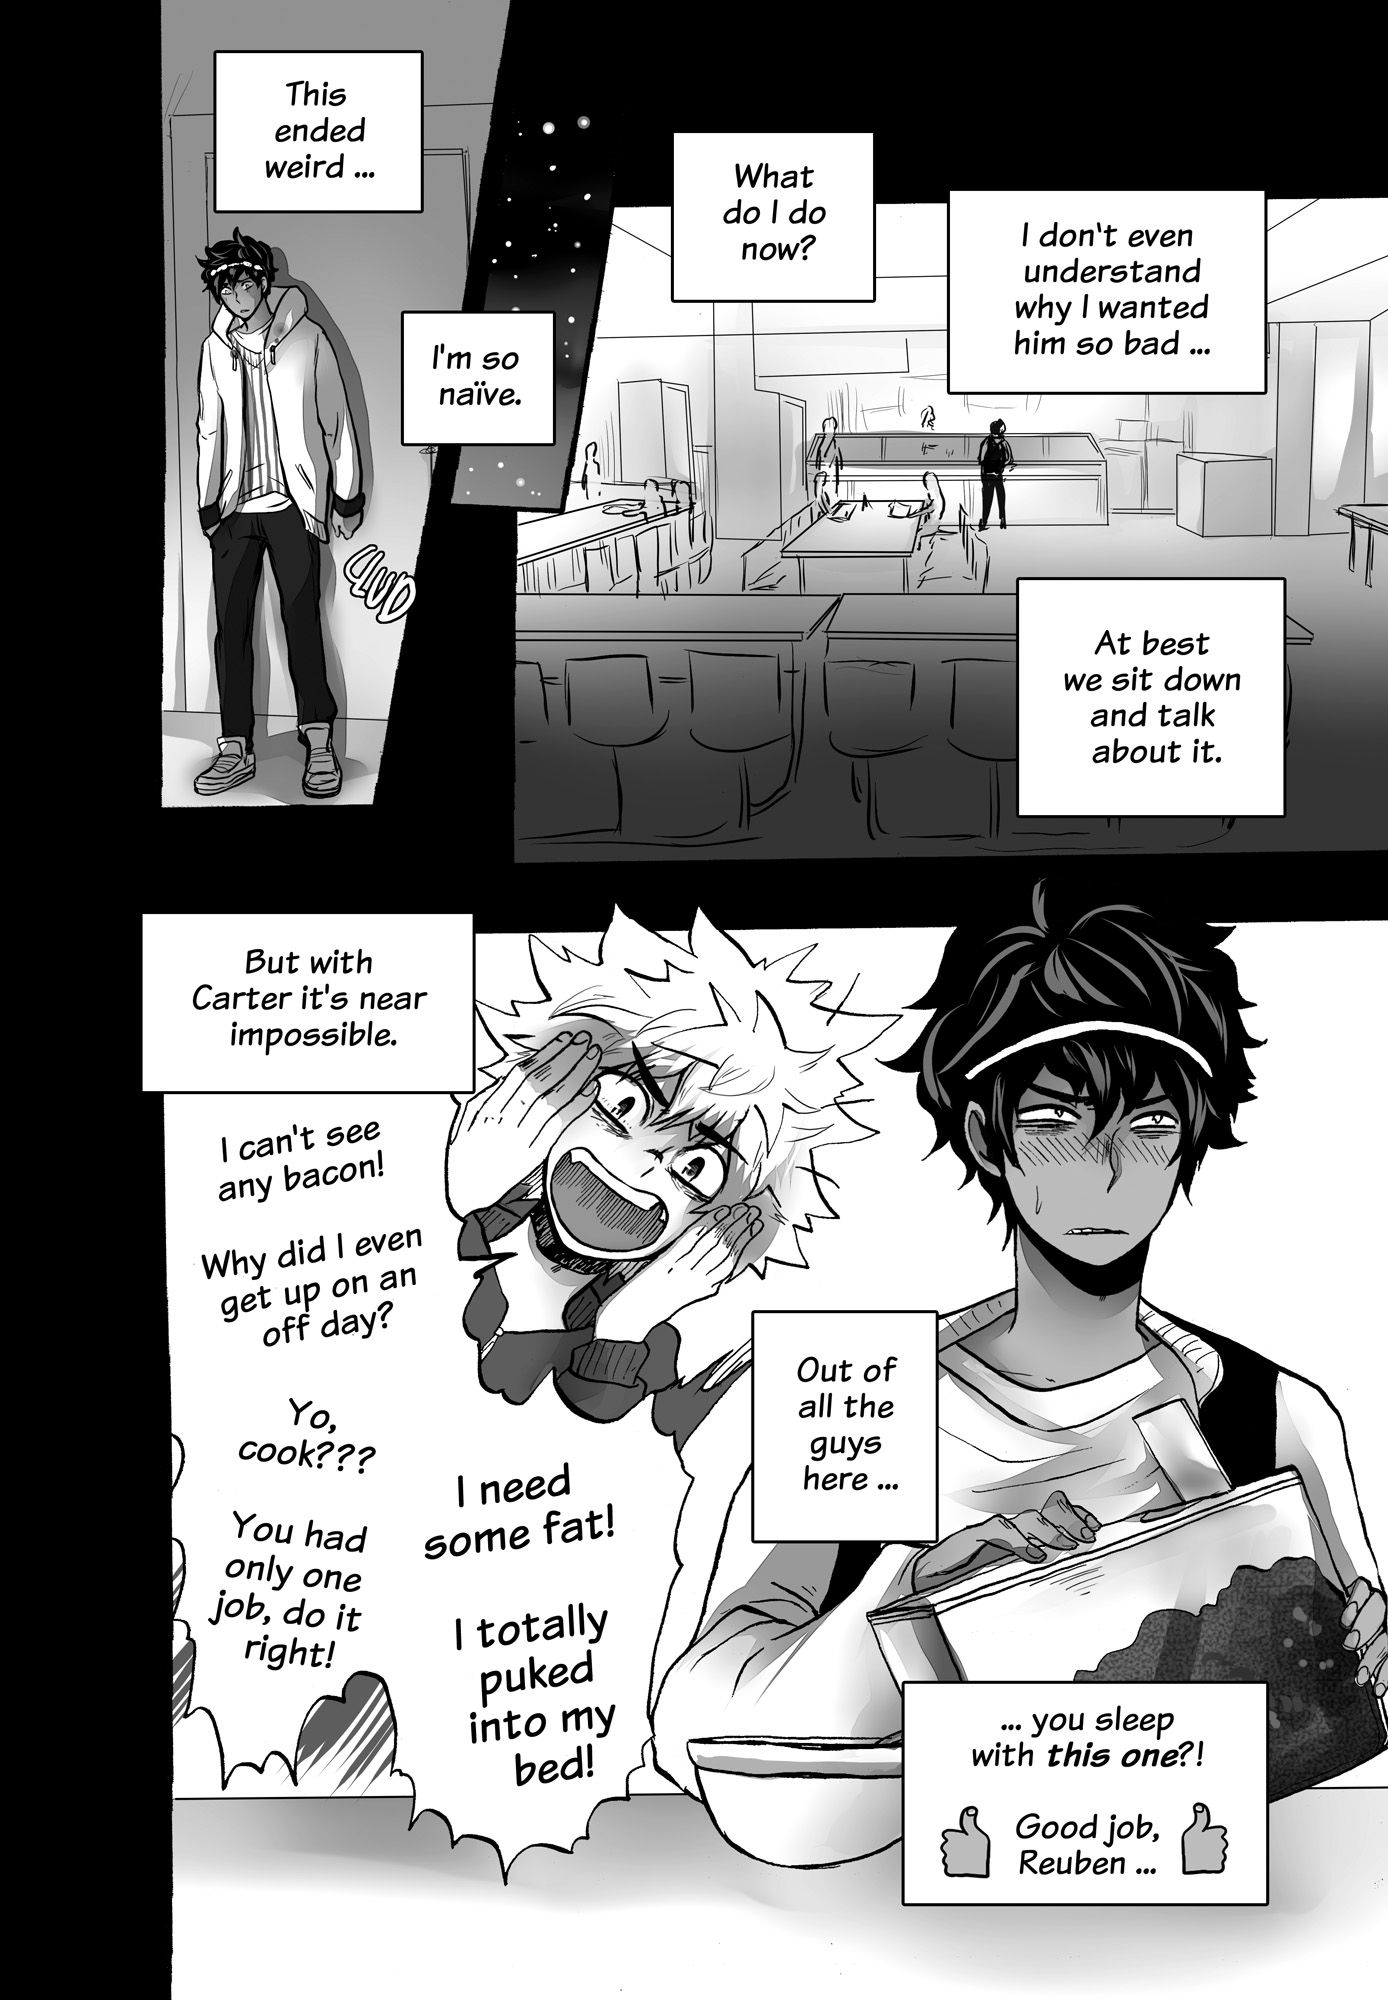 This
ended
weird ...
I'm so
naïve.
CLUD
What
do I do
now?
I don't even
understand
why I wanted
him so bad ...
At best
we sit down
and talk
about it.
But with
Carter it's near
impossible.
I can't see
any bacon!
Why did I even
get up on an
off day?
Yo,
cook???
You had
only one
job, do it
right!
I need
some fat!
I totally
puked
into my
bed!
Out of
all the
guys
here ...
... you sleep
with this one?!
Good job,
Reuben ...